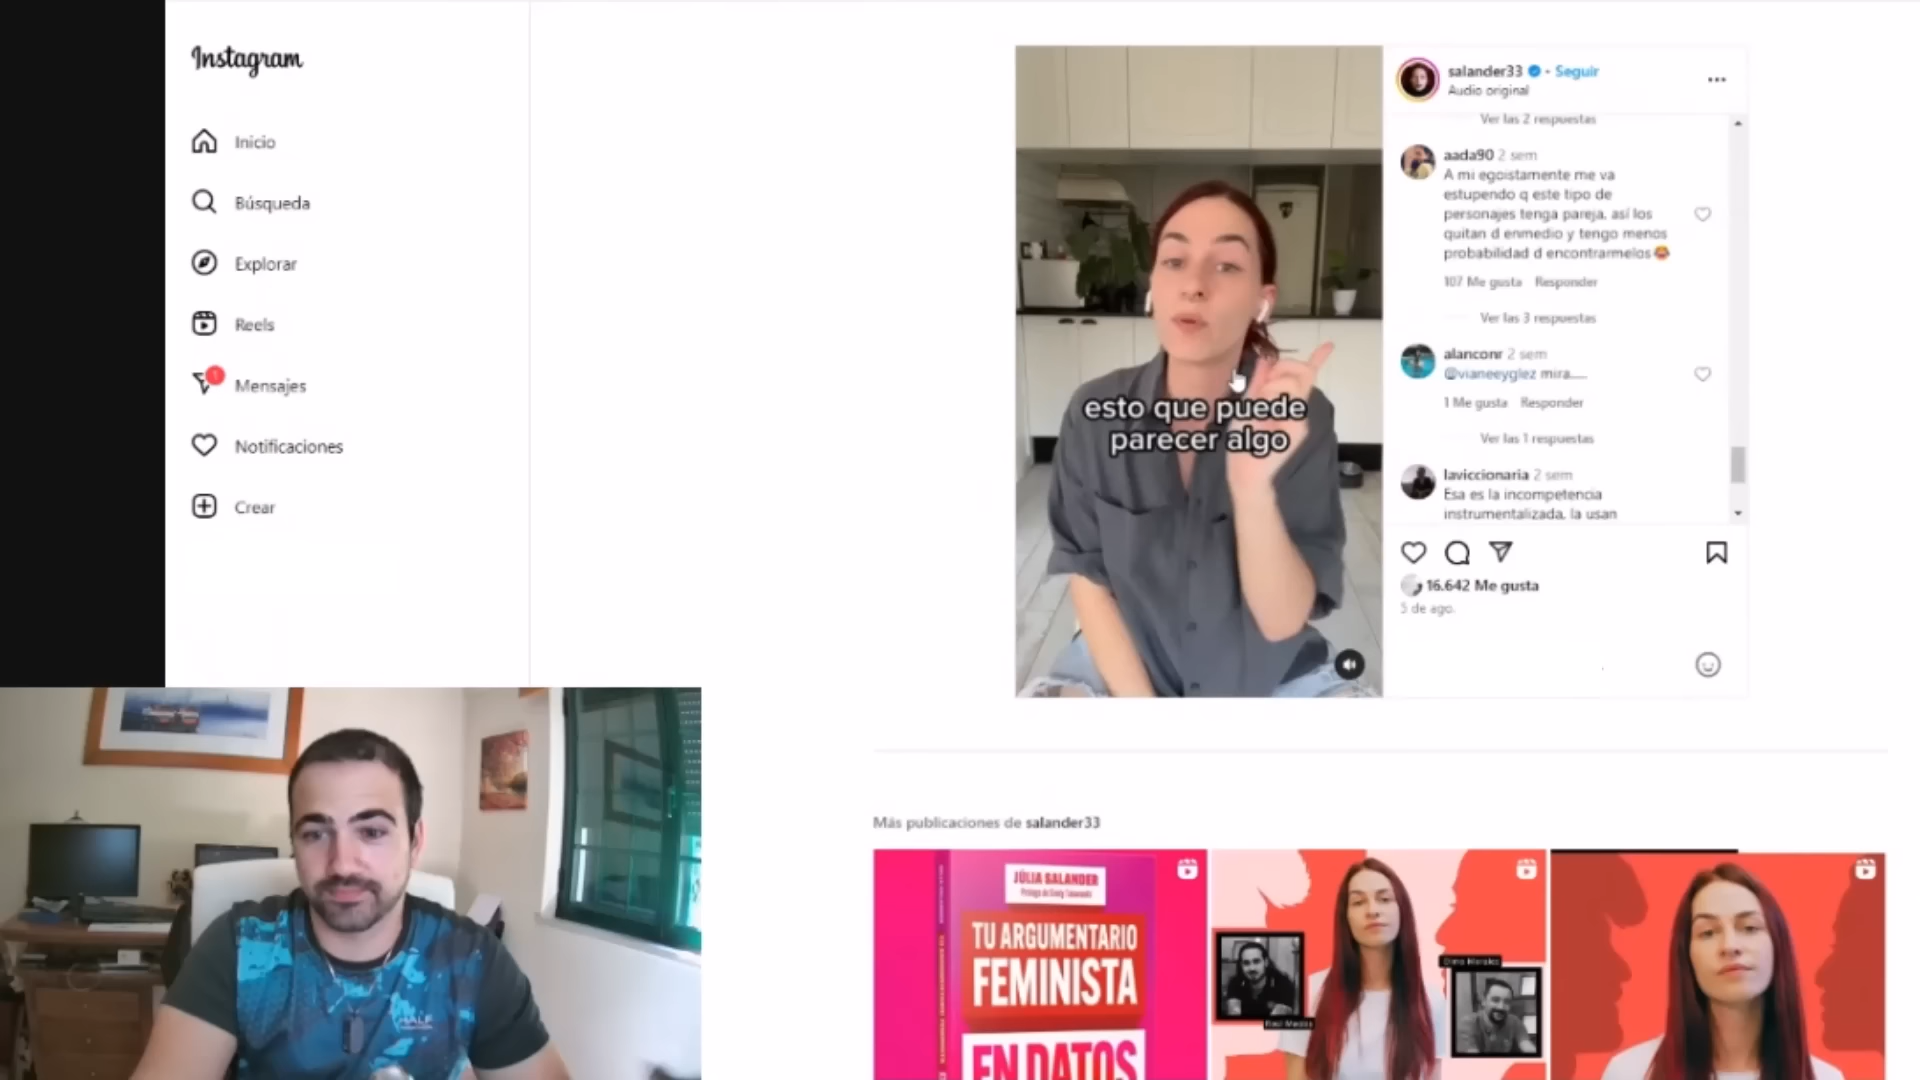 Instagram
Inicio
Búsqueda
Explorar
Reels
1
Mensajes
Notificaciones
Crear
esto que puede
parecer algo
salander33 • Seguir
Audio original
Ver las 2 respuestas
aada90 2 sem
A mi egoistamente me va
estupendo q este tipo de
personajes tenga pareja, así los
quitan d enmedio y tengo menos
probabilidad d encontrarmelos
107 Me gusta Responder
Ver las 3 respuestas
alanconr 2 sem
@vianeeyglez mira.....
1 Me gusta Responder
Ver las 1 respuestas
laviccionaria 2 sem
Esa es la incompetencia
instrumentalizada, la usan
16.642 Me gusta
5 de ago.
Más publicaciones de salander33
JÚLIA SALANDER
TU ARGUMENTARIO
FEMINISTA
EN DATOS
HALF